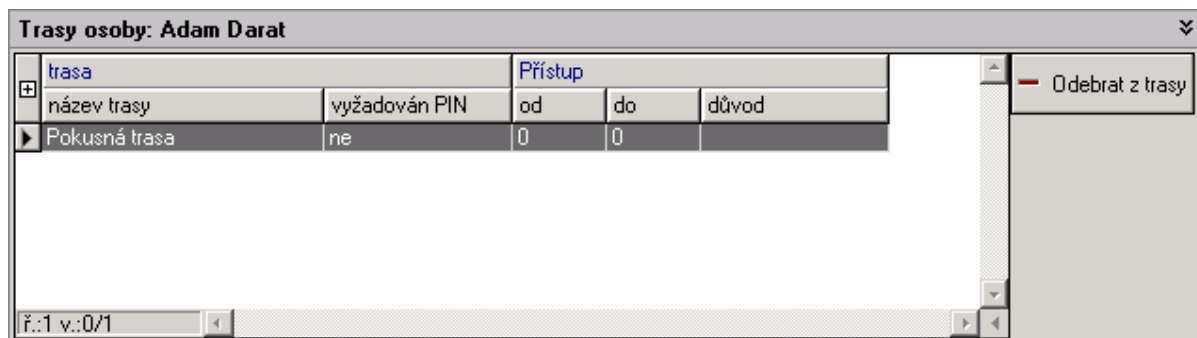 Trasy osoby: Adam Darat
trasa Přístup
název trasy vyžadován PIN od do důvod
Pokusná trasa ne 0 0
Odebrat z trasy
ř.:1 v.:0/1